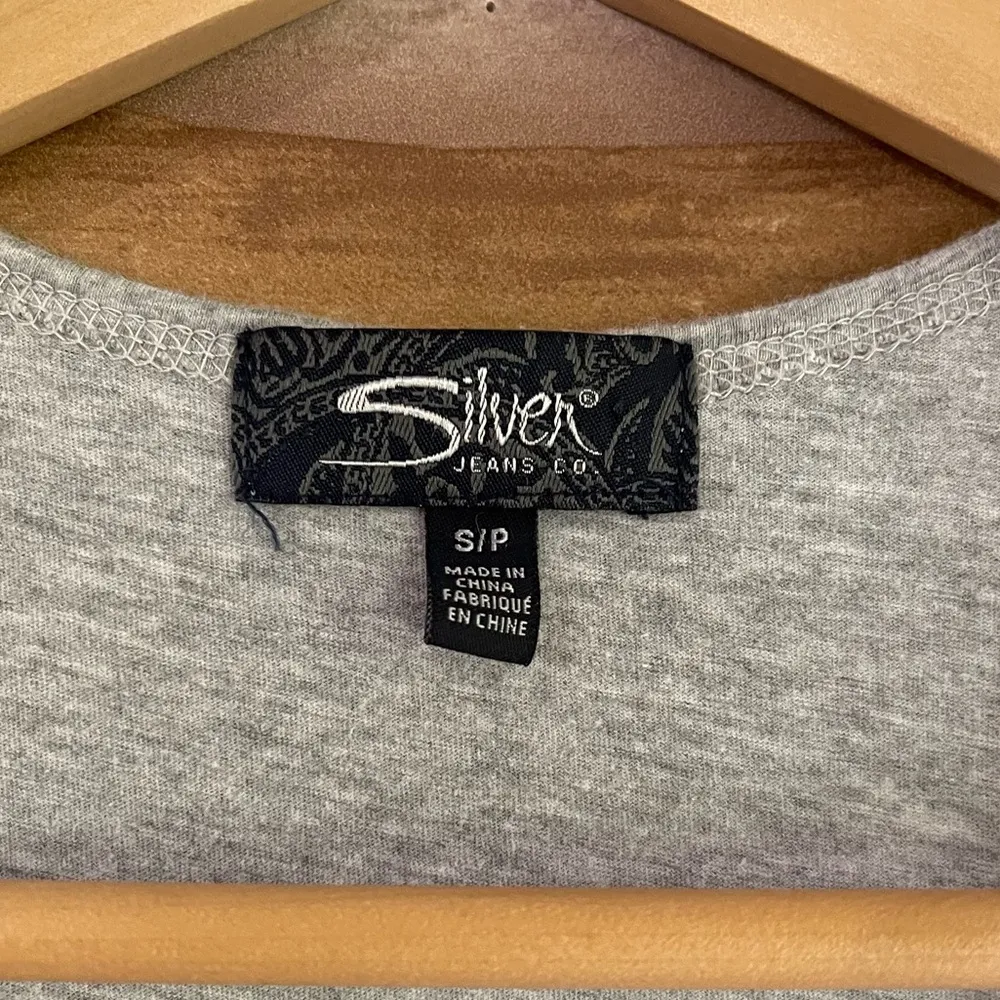 Silver®
JEANS CO.
S/P
MADE IN
CHINA
FABRIQUÉ
EN CHINE